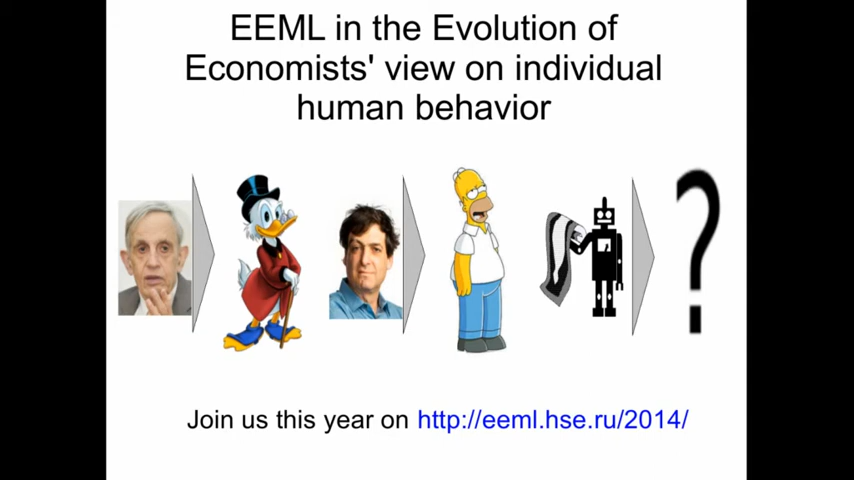 EEML in the Evolution of
Economists' view on individual
human behavior
?
Join us this year on http://eeml.hse.ru/2014/